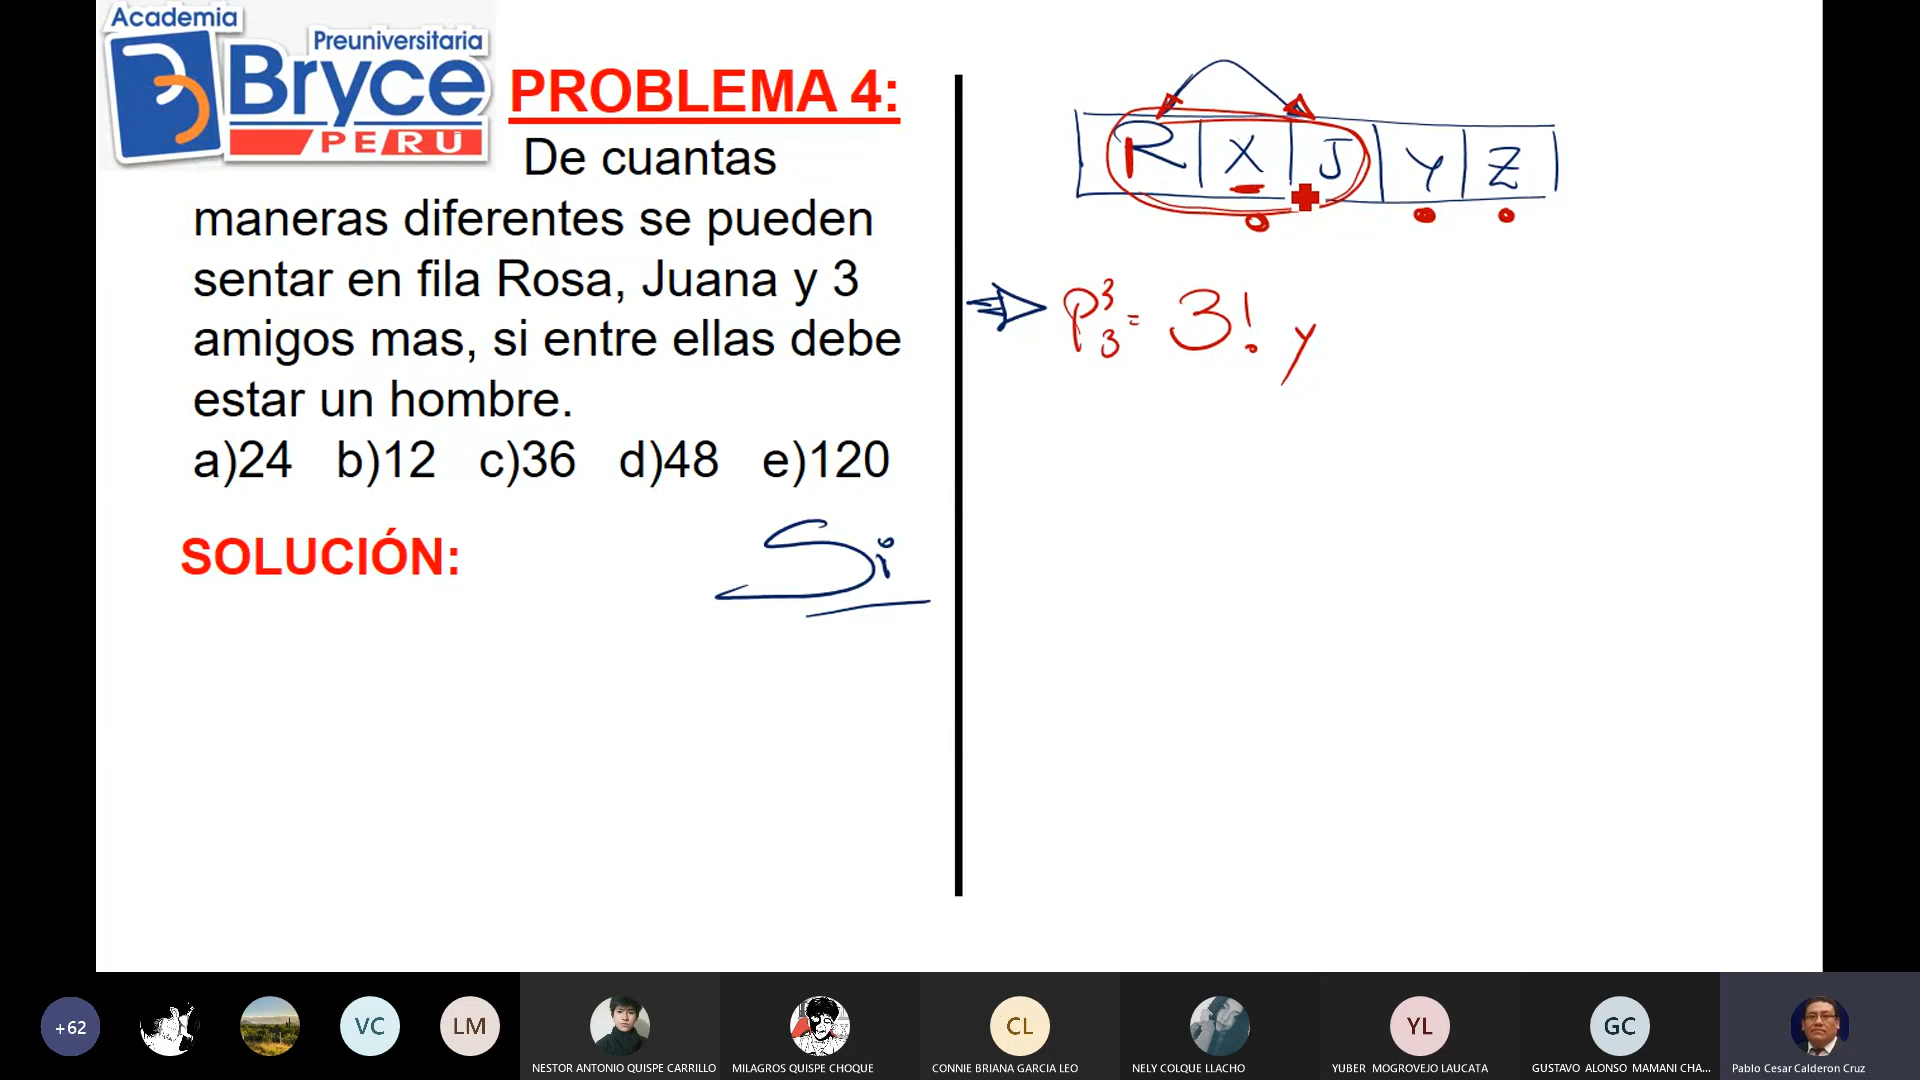 Academia
Preuniversitaria
Bryce
PERÚ
PROBLEMA 4:
De cuantas
maneras diferentes se pueden
sentar en fila Rosa, Juana y 3
amigos mas, si entre ellas debe
estar un hombre.
a)24 b)12 c)36 d)48 e)120
SOLUCIÓN:
Si
R X J Y Z
P 3 3 = 3! y
+62
VC
LM
CL
YL
GC
NESTOR ANTONIO QUISPE CARRILLO
MILAGROS QUISPE CHOQUE
CONNIE BRIANA GARCIA LEO
NELY COLQUE LLACHO
YUBER MOGROVEJO LAUCATA
GUSTAVO ALONSO MAMANI CHA...
Pablo Cesar Calderon Cruz